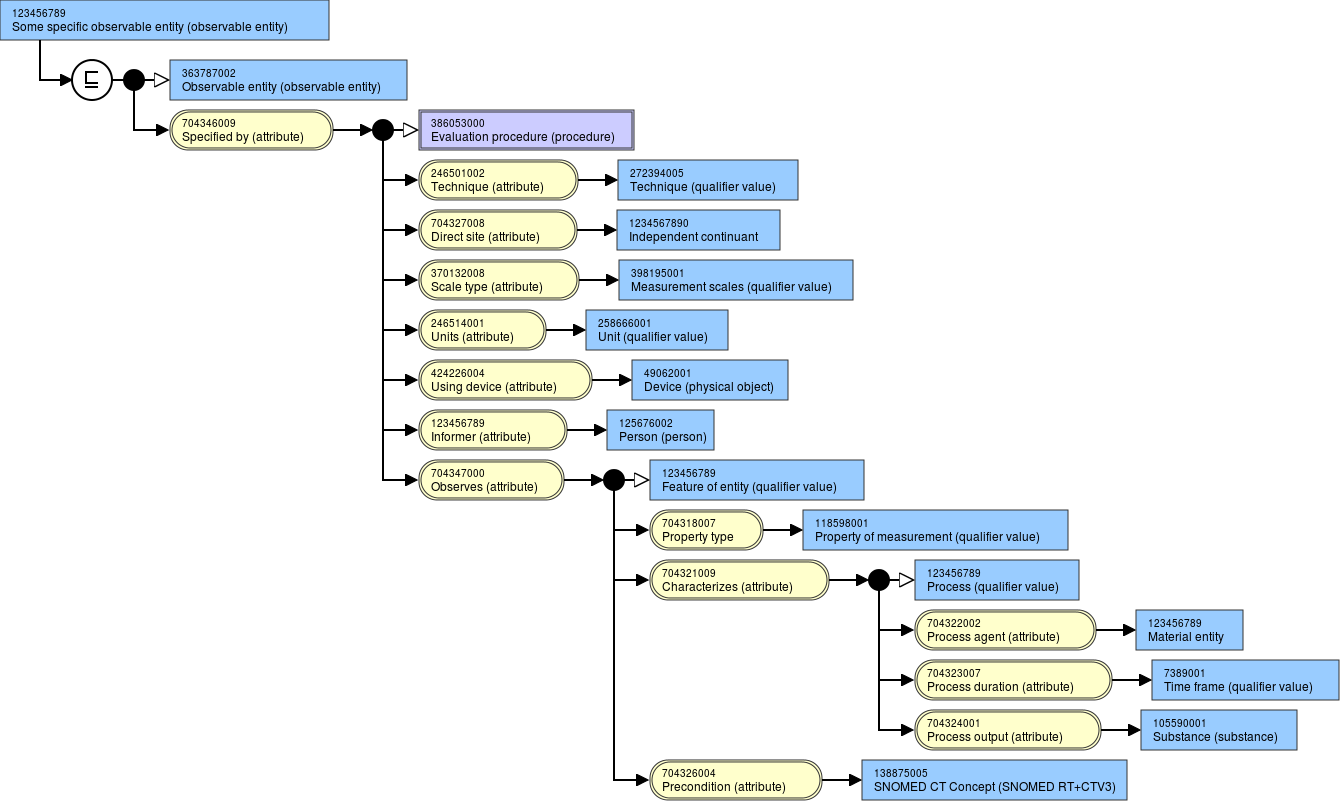 123456789
Some specific observable entity (observable entity)
⊑
363787002
Observable entity (observable entity)
704346009
Specified by (attribute)
386053000
Evaluation procedure (procedure)
246501002
Technique (attribute)
272394005
Technique (qualifier value)
704327008
Direct site (attribute)
1234567890
Independent continuant
370132008
Scale type (attribute)
398195001
Measurement scales (qualifier value)
246514001
Units (attribute)
258666001
Unit (qualifier value)
424226004
Using device (attribute)
49062001
Device (physical object)
123456789
Informer (attribute)
125676002
Person (person)
704347000
Observes (attribute)
123456789
Feature of entity (qualifier value)
704318007
Property type
118598001
Property of measurement (qualifier value)
704321009
Characterizes (attribute)
123456789
Process (qualifier value)
704322002
Process agent (attribute)
123456789
Material entity
704323007
Process duration (attribute)
7389001
Time frame (qualifier value)
704324001
Process output (attribute)
105590001
Substance (substance)
704326004
Precondition (attribute)
138875005
SNOMED CT Concept (SNOMED RT+CTV3)